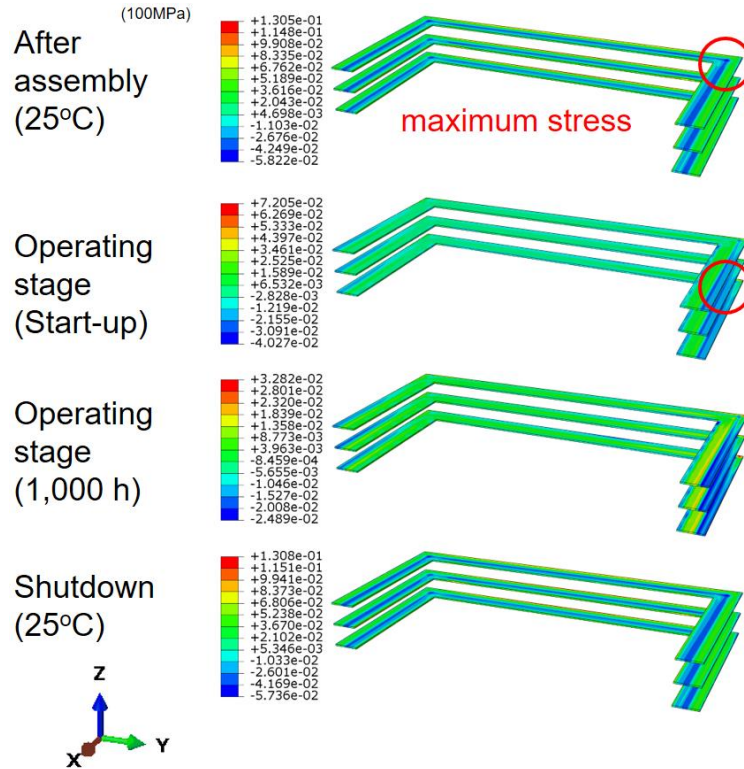 (100MPa)
After
assembly
(25°C)
+1.305e-01
+1.148e-01
+9.908e-02
+8.335e-02
+6.762e-02
+5.189e-02
+3.616e-02
+2.043e-02
+4.698e-03
-1.103e-02
-2.676e-02
-4.249e-02
-5.822e-02
maximum stress
Operating
stage
(Start-up)
+7.205e-02
+6.269e-02
+5.333e-02
+4.397e-02
+3.461e-02
+2.525e-02
+1.589e-02
+6.532e-03
-2.828e-03
-1.219e-02
-2.155e-02
-3.091e-02
-4.027e-02
Operating
stage
(1,000 h)
+3.282e-02
+2.801e-02
+2.320e-02
+1.839e-02
+1.358e-02
+8.773e-03
+3.963e-03
-8.459e-04
-5.655e-03
-1.046e-02
-1.527e-02
-2.008e-02
-2.489e-02
Shutdown
(25°C)
+1.308e-01
+1.151e-01
+9.941e-02
+8.373e-02
+6.806e-02
+5.238e-02
+3.670e-02
+2.102e-02
+5.346e-03
-1.033e-02
-2.601e-02
-4.169e-02
-5.736e-02
Z
X
Y